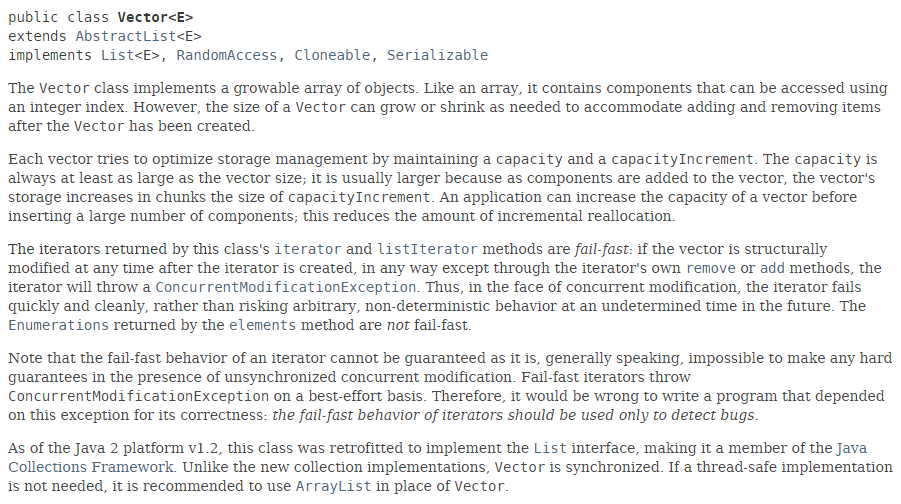 public class Vector<E>
extends AbstractList<E>
implements List<E>, RandomAccess, Cloneable, Serializable
The Vector class implements a growable array of objects. Like an array, it contains components that can be accessed using
an integer index. However, the size of a Vector can grow or shrink as needed to accommodate adding and removing items
after the Vector has been created.
Each vector tries to optimize storage management by maintaining a capacity and a capacityIncrement. The capacity is
always at least as large as the vector size; it is usually larger because as components are added to the vector, the vector's
storage increases in chunks the size of capacityIncrement. An application can increase the capacity of a vector before
inserting a large number of components; this reduces the amount of incremental reallocation.
The iterators returned by this class's iterator and listIterator methods are fail-fast: if the vector is structurally
modified at any time after the iterator is created, in any way except through the iterator's own remove or add methods, the
iterator will throw a ConcurrentModificationException. Thus, in the face of concurrent modification, the iterator fails
quickly and cleanly, rather than risking arbitrary, non-deterministic behavior at an undetermined time in the future. The
Enumerations returned by the elements method are not fail-fast.
Note that the fail-fast behavior of an iterator cannot be guaranteed as it is, generally speaking, impossible to make any hard
guarantees in the presence of unsynchronized concurrent modification. Fail-fast iterators throw
ConcurrentModificationException on a best-effort basis. Therefore, it would be wrong to write a program that depended
on this exception for its correctness: the fail-fast behavior of iterators should be used only to detect bugs.
As of the Java 2 platform v1.2, this class was retrofitted to implement the List interface, making it a member of the Java
Collections Framework. Unlike the new collection implementations, Vector is synchronized. If a thread-safe implementation
is not needed, it is recommended to use ArrayList in place of Vector.